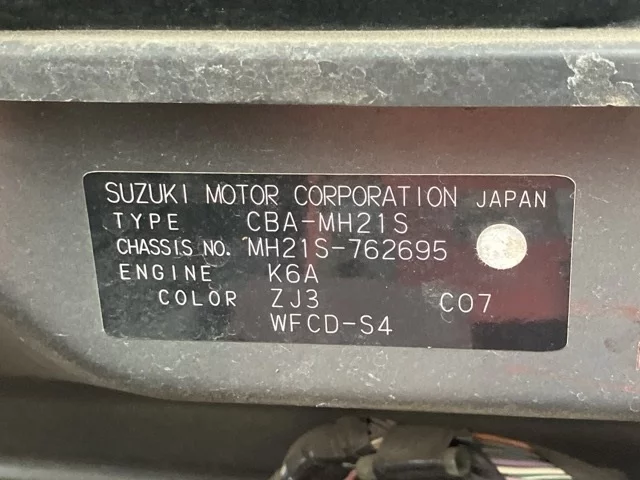 SUZUKI MOTOR CORPORATION JAPAN
TYPE CBA-MH21S
CHASSIS NO. MH21S-762695
ENGINE K6A
COLOR ZJ3 C07
WFCD-S4